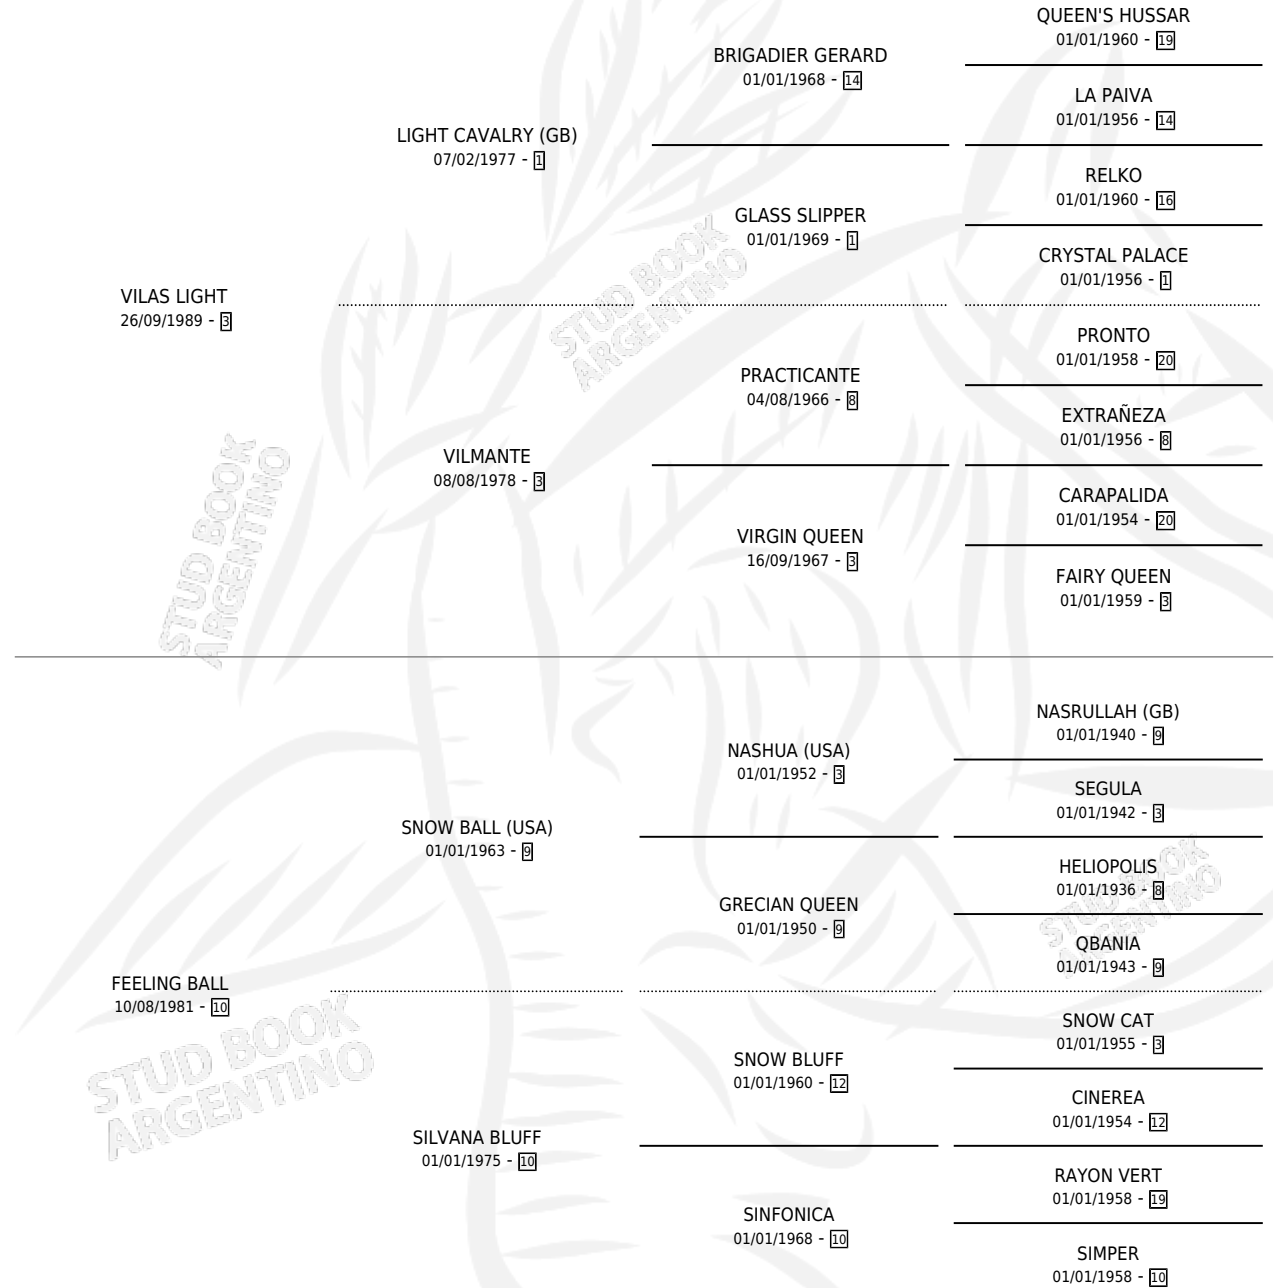 QUEEN'S HUSSAR
01/01/1960 - 19
BRIGADIER GERARD
01/01/1968 - 14
LA PAIVA
01/01/1956 - 14
LIGHT CAVALRY (GB)
07/02/1977 - 1
RELKO
01/01/1960 - 16
GLASS SLIPPER
01/01/1969 - 1
CRYSTAL PALACE
01/01/1956 - 1
VILAS LIGHT
26/09/1989 - 3
PRONTO
01/01/1958 - 20
PRACTICANTE
04/08/1966 - 8
EXTRAÑEZA
01/01/1956 - 8
VILMANTE
08/08/1978 - 3
CARAPALIDA
01/01/1954 - 20
VIRGIN QUEEN
16/09/1967 - 3
FAIRY QUEEN
01/01/1959 - 3
STUD BOOK
ARGENTINO
STUD BOOK
ARGENTINO
NASRULLAH (GB)
01/01/1940 - 9
NASHUA (USA)
01/01/1952 - 3
SEGULA
01/01/1942 - 3
SNOW BALL (USA)
01/01/1963 - 9
HELIOPOLIS
01/01/1936 - 8
GRECIAN QUEEN
01/01/1950 - 9
QBANIA
01/01/1943 - 9
STUD BOOK
ARGENTINO
FEELING BALL
10/08/1981 - 10
SNOW CAT
01/01/1955 - 3
SNOW BLUFF
01/01/1960 - 12
CINEREA
01/01/1954 - 12
STUD BOOK
ARGENTINO
SILVANA BLUFF
01/01/1975 - 10
RAYON VERT
01/01/1958 - 19
SINFONICA
01/01/1968 - 10
SIMPER
01/01/1958 - 10